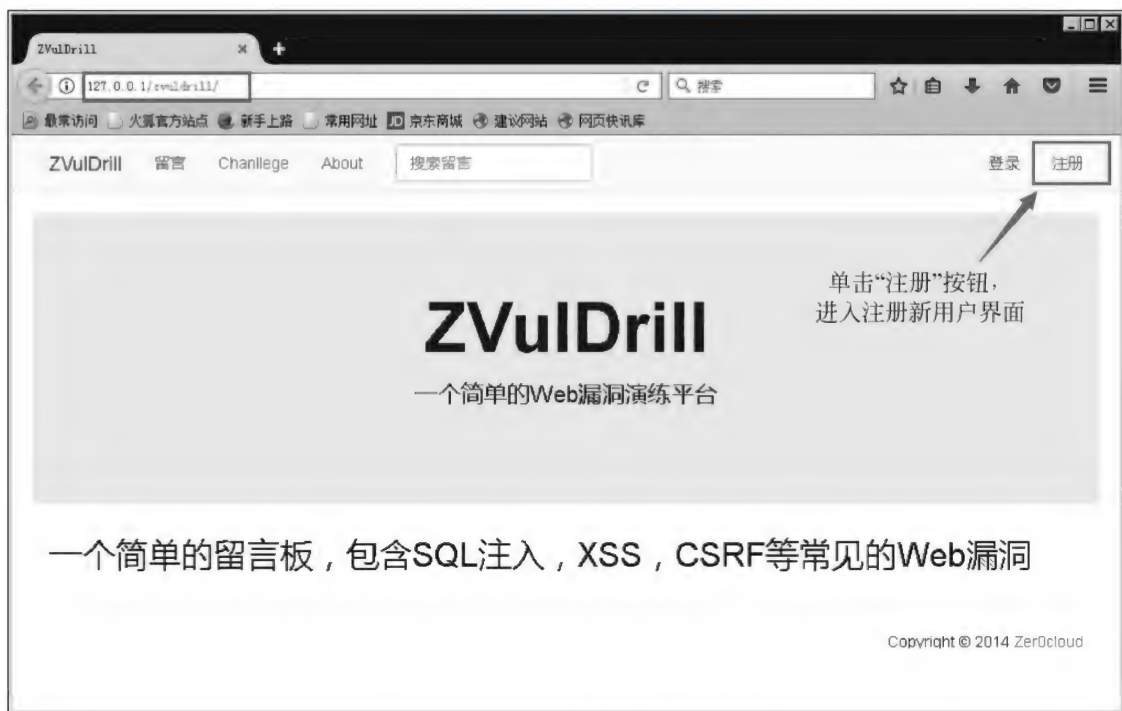 ZVulDrill
127.0.0.1/zvuldrill/
搜索
最常访问 火狐官方站点 新手上路 常用网址 JD 京东商城 建议网站 网页快讯库
ZVulDrill 留言 Chanllege About 搜索留言 登录 注册
单击“注册”按钮，
进入注册新用户界面
ZVulDrill
一个简单的Web漏洞演练平台
一个简单的留言板，包含SQL注入，XSS，CSRF等常见的Web漏洞
Copyright © 2014 Zer0cloud